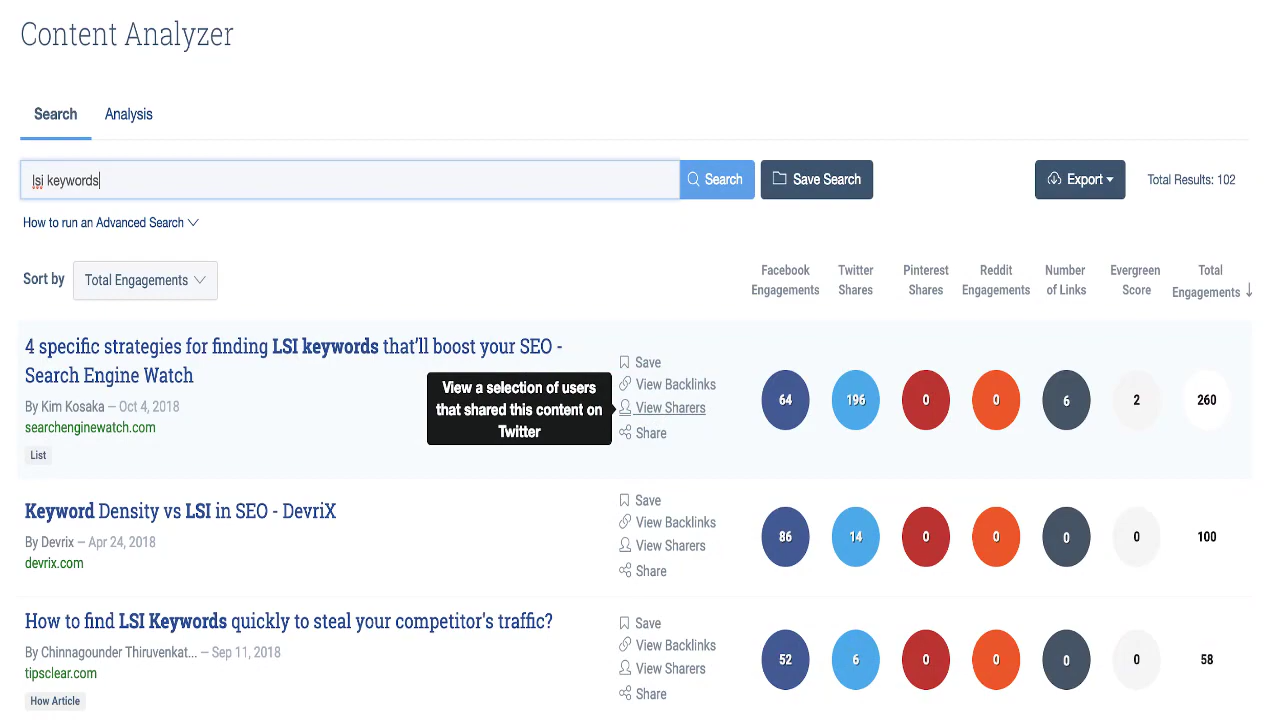 Content Analyzer
Search Analysis
lsi keywords
Search
Save Search
Export
Total Results: 102
How to run an Advanced Search
Sort by Total Engagements
Facebook Engagements
Twitter Shares
Pinterest Shares
Reddit Engagements
Number of Links
Evergreen Score
Total Engagements ↓
4 specific strategies for finding LSI keywords that’ll boost your SEO -
Search Engine Watch
By Kim Kosaka — Oct 4, 2018
searchenginewatch.com
List
View a selection of users
that shared this content on
Twitter
Save
View Backlinks
View Sharers
Share
64 196 0 0 6 2 260
Keyword Density vs LSI in SEO - DevriX
By Devrix — Apr 24, 2018
devrix.com
Save
View Backlinks
View Sharers
Share
86 14 0 0 0 0 100
How to find LSI Keywords quickly to steal your competitor's traffic?
By Chinnagounder Thiruvenkat... — Sep 11, 2018
tipsclear.com
How Article
Save
View Backlinks
View Sharers
Share
52 6 0 0 0 0 58